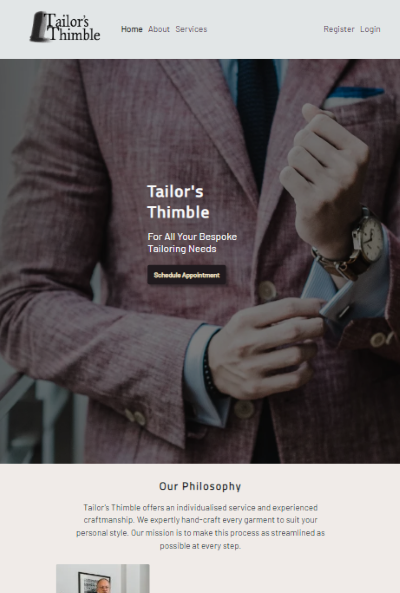 Tailor's
Thimble
Home About Services
Register Login
Tailor's
Thimble
For All Your Bespoke
Tailoring Needs
Schedule Appointment
Our Philosophy
Tailor's Thimble offers an individualised service and experienced
craftmanship. We expertly hand-craft every garment to suit your
personal style. Our mission is to make this process as streamlined as
possible at every step.